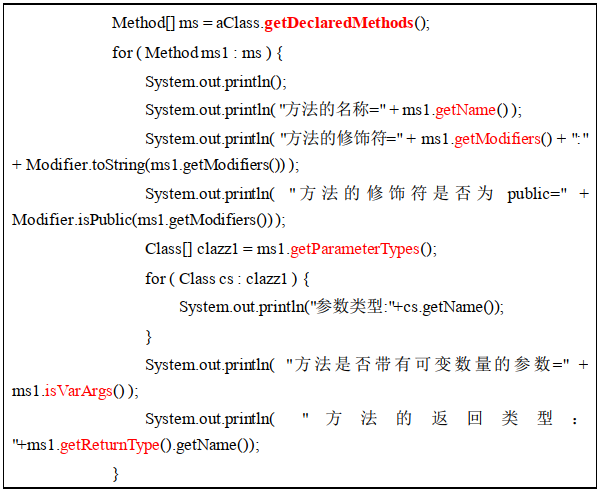 Method[] ms = aClass.getDeclaredMethods();
for ( Method ms1 : ms ) {
System.out.println();
System.out.println( "方法的名称=" + ms1.getName() );
System.out.println( "方法的修饰符=" + ms1.getModifiers() + ":"
+ Modifier.toString(ms1.getModifiers()) );
System.out.println( "方法的修饰符是否为 public=" +
Modifier.isPublic(ms1.getModifiers()));
Class[] clazz1 = ms1.getParameterTypes();
for ( Class cs : clazz1 ) {
System.out.println("参数类型:"+cs.getName());
}
System.out.println( "方法是否带有可变数量的参数=" +
ms1.isVarArgs() );
System.out.println( "方法的返回类型：
"+ms1.getReturnType().getName());
}